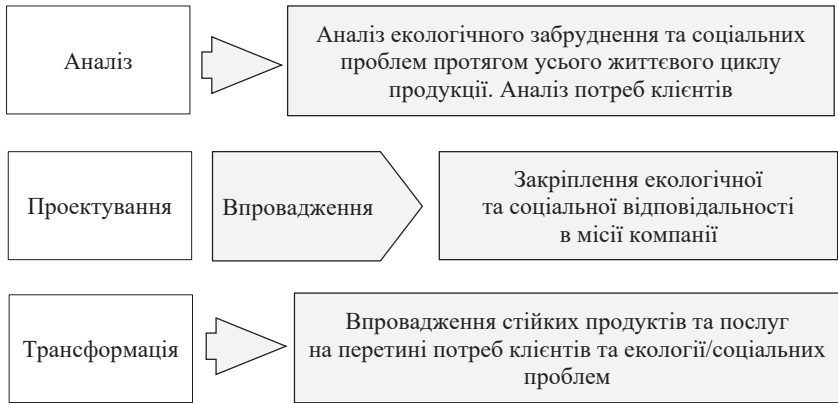 Аналіз
Аналіз екологічного забруднення та соціальних
проблем протягом усього життєвого циклу
продукції. Аналіз потреб клієнтів
Проектування
Впровадження
Закріплення екологічної
та соціальної відповідальності
в місії компанії
Трансформація
Впровадження стійких продуктів та послуг
на перетині потреб клієнтів та екології/соціальних
проблем